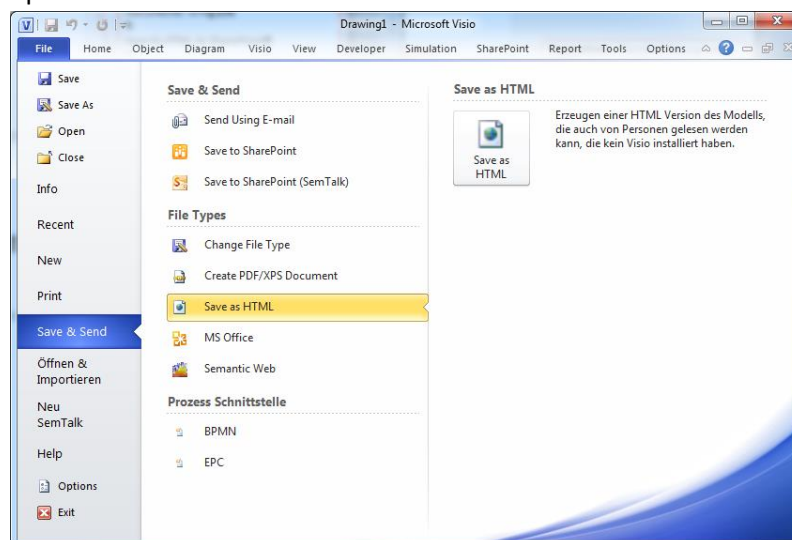 Drawing1 - Microsoft Visio
File Home Object Diagram Visio View Developer Simulation SharePoint Report Tools Options
Save
Save As
Open
Close
Info
Recent
New
Print
Save & Send
Öffnen &
Importieren
Neu
SemTalk
Help
Options
Exit
Save & Send
Send Using E-mail
Save to SharePoint
Save to SharePoint (SemTalk)
File Types
Change File Type
Create PDF/XPS Document
Save as HTML
MS Office
Semantic Web
Prozess Schnittstelle
BPMN
EPC
Save as HTML
Save as
HTML
Erzeugen einer HTML Version des Modells,
die auch von Personen gelesen werden
kann, die kein Visio installiert haben.